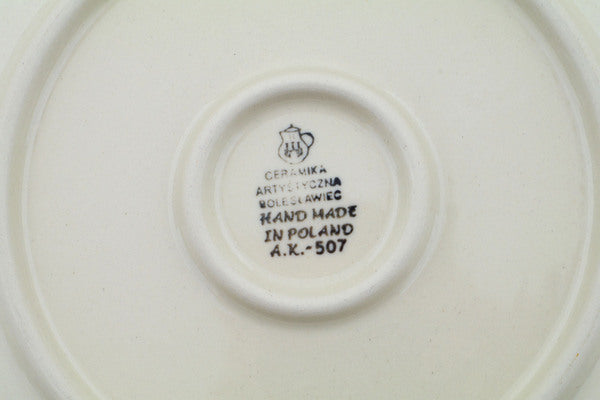 CERAMIKA
ARTYSTYCZNA
BOLESŁAWIEC
HAND MADE
IN POLAND
A.K.-507